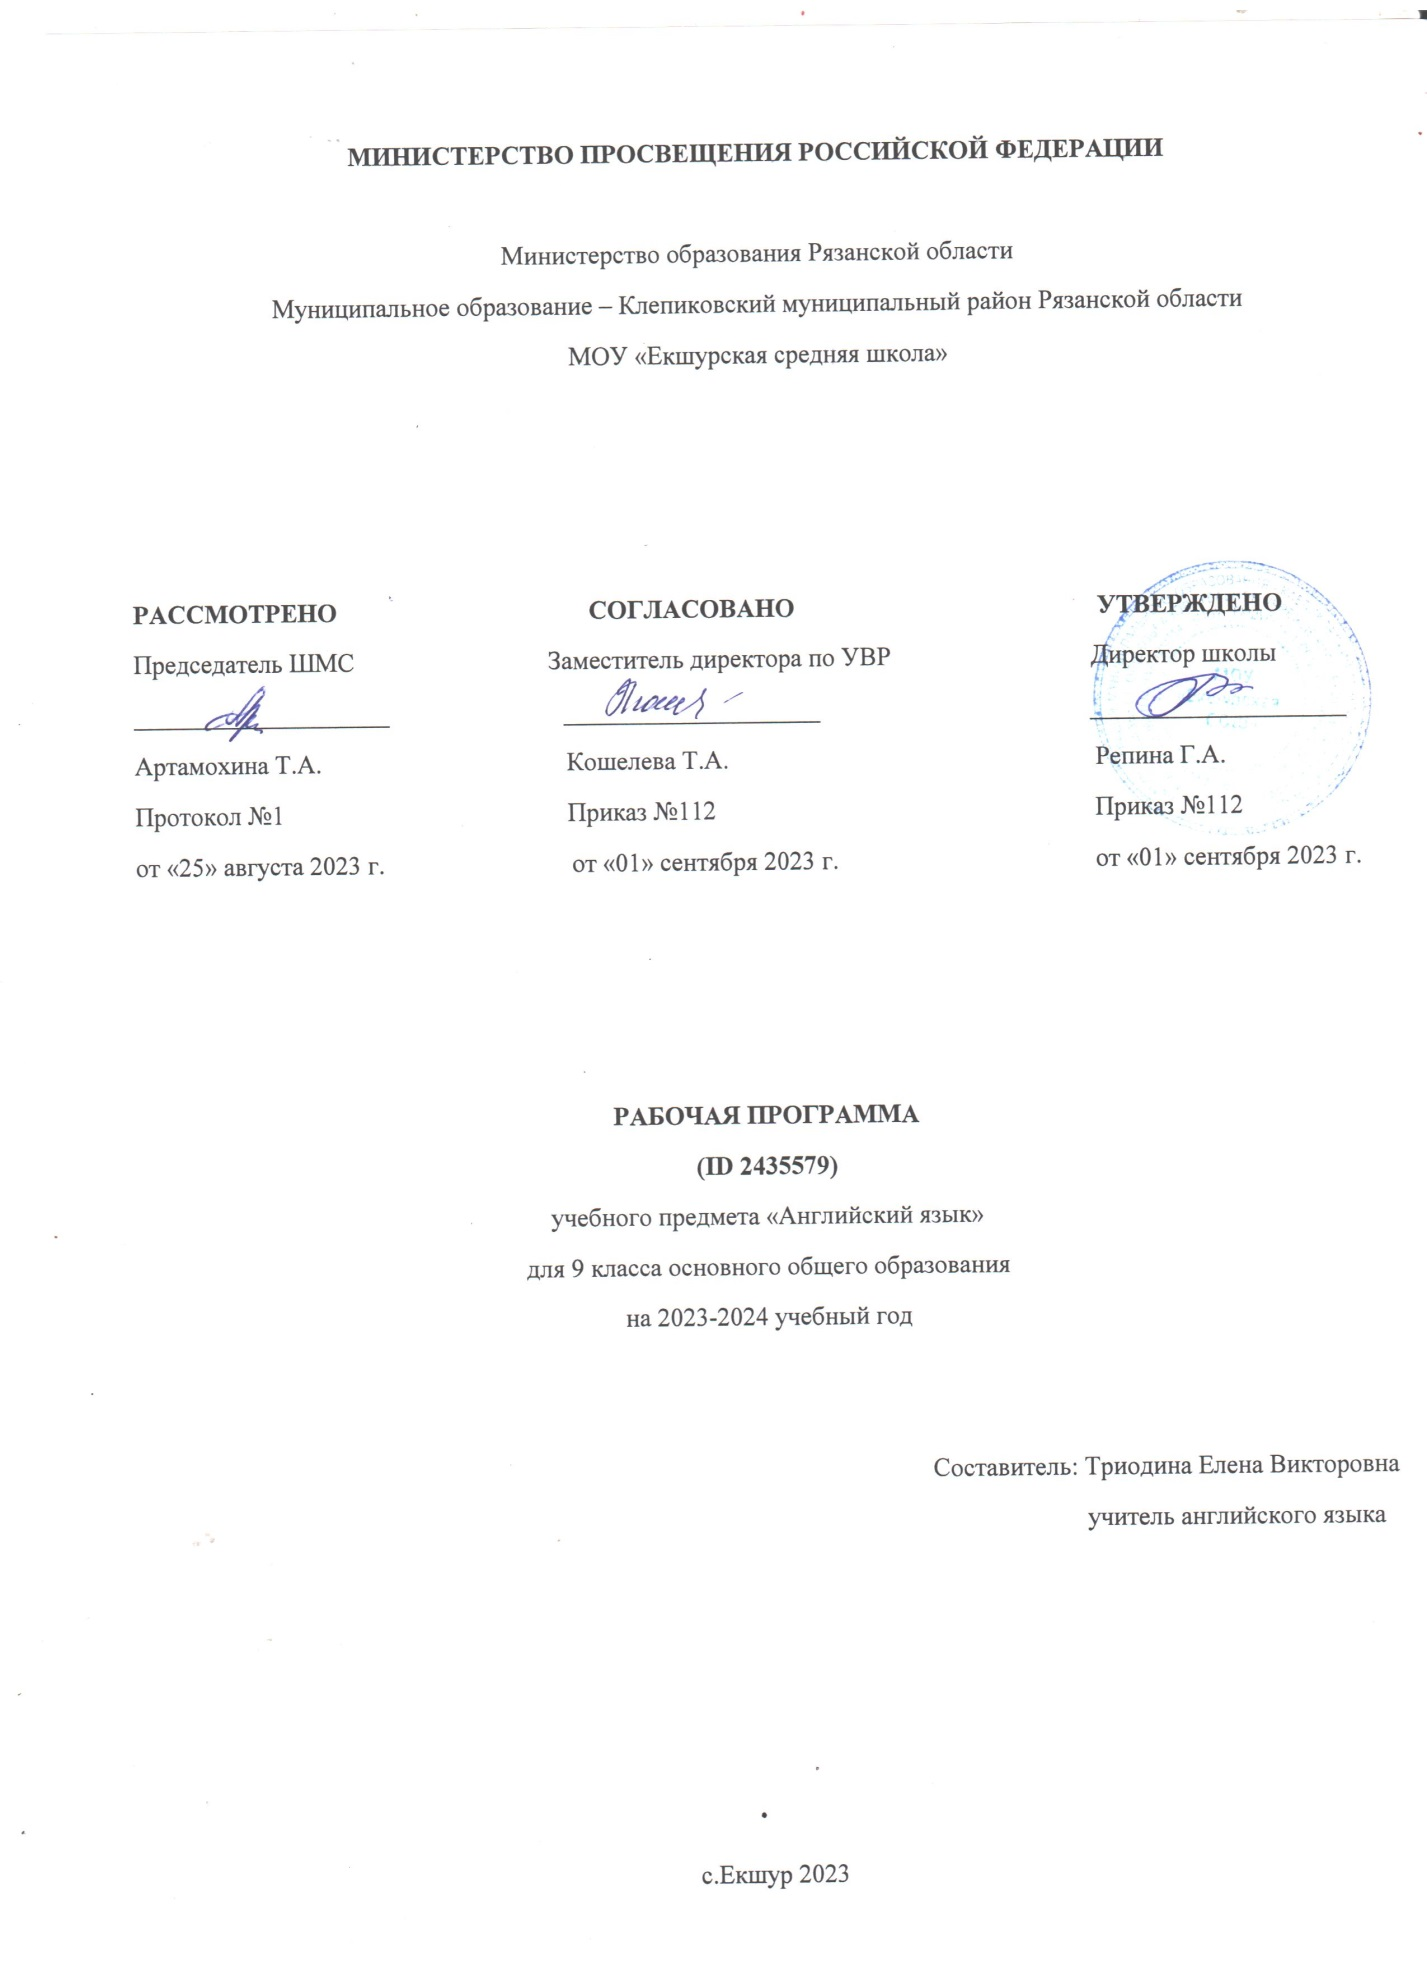 МИНИСТЕРСТВО ПРОСВЕЩЕНИЯ РОССИЙСКОЙ ФЕДЕРАЦИИ
Министерство образования Рязанской области
Муниципальное образование – Клепиковский муниципальный район Рязанской области
МОУ «Екшурская средняя школа»
РАССМОТРЕНО
Председатель ШМС
Артамохина Т.А.
Протокол №1
от «25» августа 2023 г.
СОГЛАСОВАНО
Заместитель директора по УВР
Кошелева Т.А.
Приказ №112
от «01» сентября 2023 г.
УТВЕРЖДЕНО
Директор школы
Репина Г.А.
Приказ №112
от «01» сентября 2023 г.
РАБОЧАЯ ПРОГРАММА
(ID 2435579)
учебного предмета «Английский язык»
для 9 класса основного общего образования
на 2023-2024 учебный год
Составитель: Триодина Елена Викторовна
учитель английского языка
с.Екшур 2023